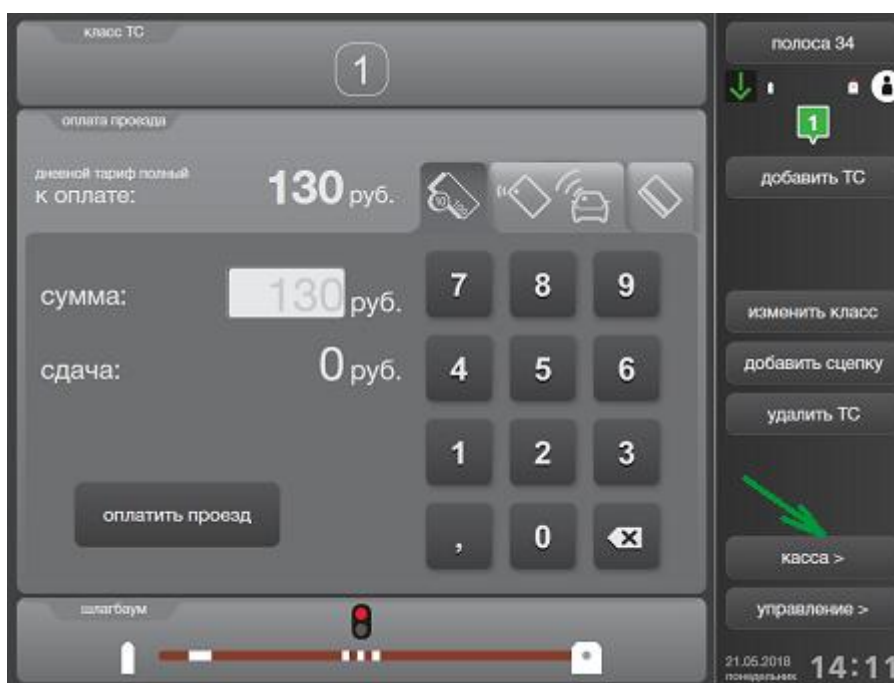 класс ТС
1
оплата проезда
дневной тариф полный
к оплате: 130 руб.
сумма: 130 руб.
сдача: 0 руб.
оплатить проезд
7 8 9
4 5 6
1 2 3
, 0
шлагбаум
полоса 34
1
добавить ТС
изменить класс
добавить сцепку
удалить ТС
касса >
управление >
21.05.2018
понедельник
14:11